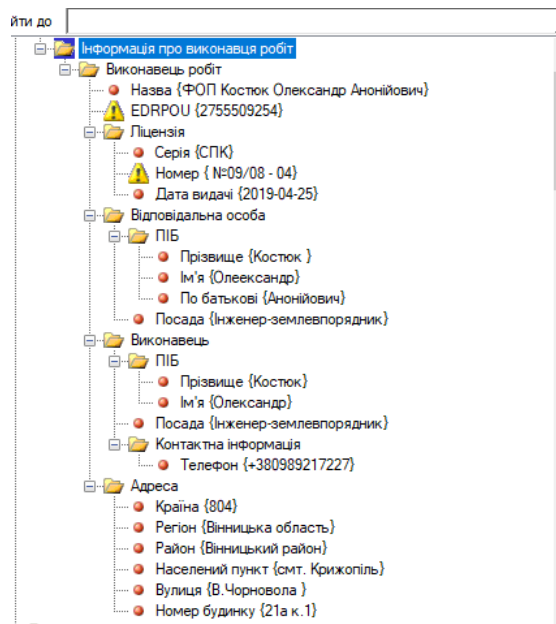 йти до
Інформація про виконавця робіт
Виконавець робіт
Назва {ФОП Костюк Олександр Анонійович}
EDRPOU {2755509254}
Ліцензія
Серія {СПК}
Номер { №09/08 - 04}
Дата видачі {2019-04-25}
Відповідальна особа
ПІБ
Прізвище {Костюк }
Ім'я {Олеександр}
По батькові {Анонійович}
Посада {Інженер-землевпорядник}
Виконавець
ПІБ
Прізвище {Костюк}
Ім'я {Олександр}
Посада {Інженер-землевпорядник}
Контактна інформація
Телефон {+380989217227}
Адреса
Країна {804}
Регіон {Вінницька область}
Район {Вінницький район}
Населений пункт {смт. Крижопіль}
Вулиця {В.Чорновола }
Номер будинку {21а к.1}